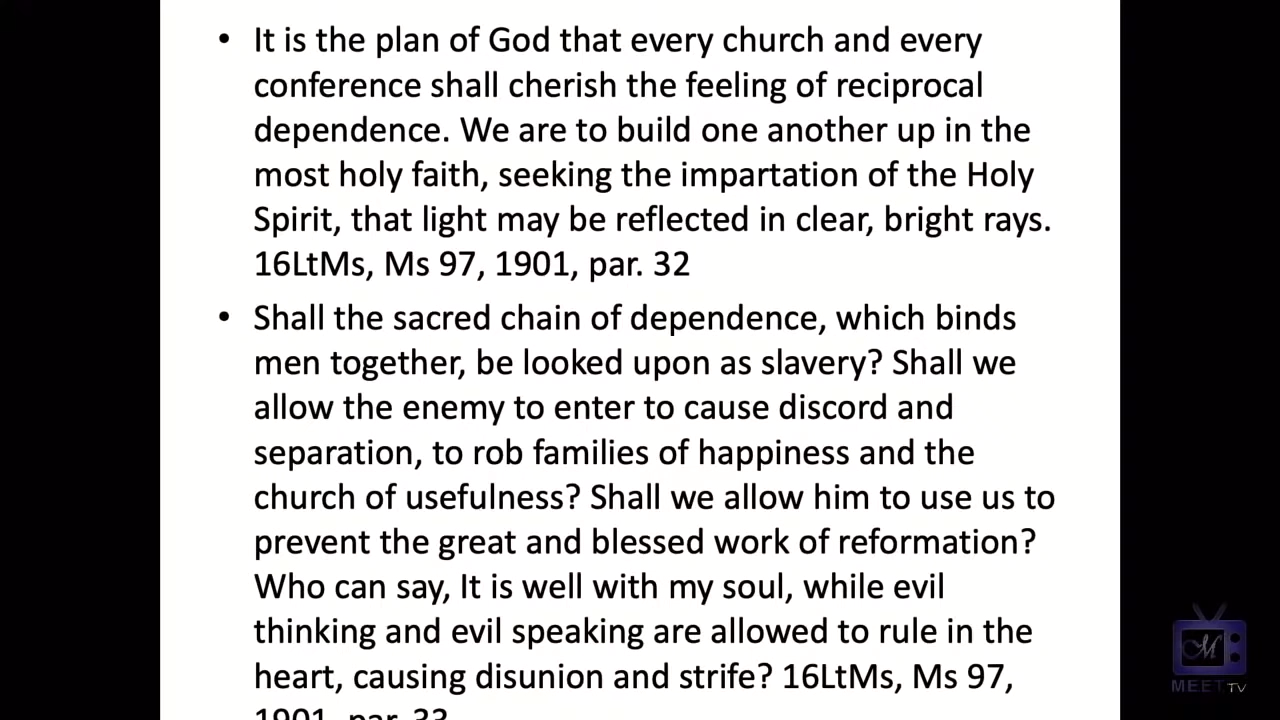 • It is the plan of God that every church and every
conference shall cherish the feeling of reciprocal
dependence. We are to build one another up in the
most holy faith, seeking the impartation of the Holy
Spirit, that light may be reflected in clear, bright rays.
16LtMs, Ms 97, 1901, par. 32
• Shall the sacred chain of dependence, which binds
men together, be looked upon as slavery? Shall we
allow the enemy to enter to cause discord and
separation, to rob families of happiness and the
church of usefulness? Shall we allow him to use us to
prevent the great and blessed work of reformation?
Who can say, It is well with my soul, while evil
thinking and evil speaking are allowed to rule in the
heart, causing disunion and strife? 16LtMs, Ms 97,
1901, par. 33
M
MEET TV